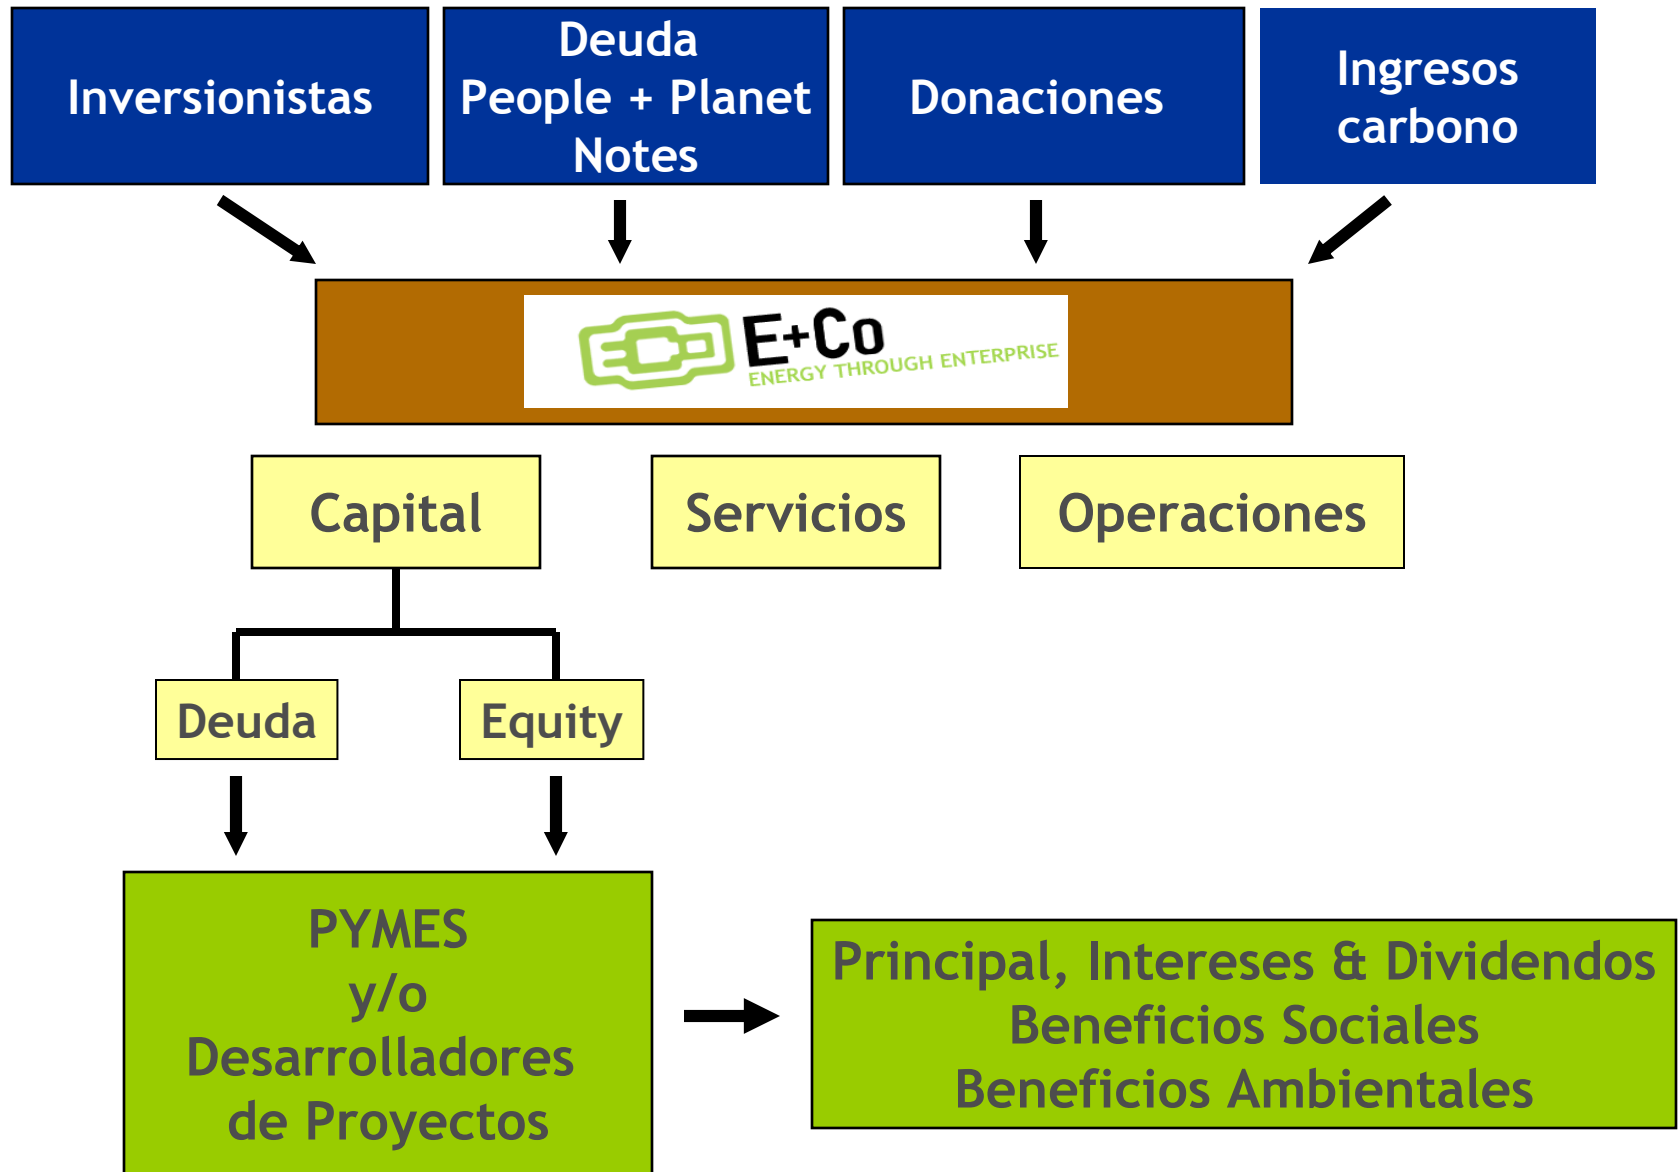 Inversionistas
Deuda
People + Planet
Notes
Donaciones
Ingresos
carbono
E+Co
ENERGY THROUGH ENTERPRISE
Capital
Servicios
Operaciones
Deuda
Equity
PYMES
y/o
Desarrolladores
de Proyectos
Principal, Intereses & Dividendos
Beneficios Sociales
Beneficios Ambientales